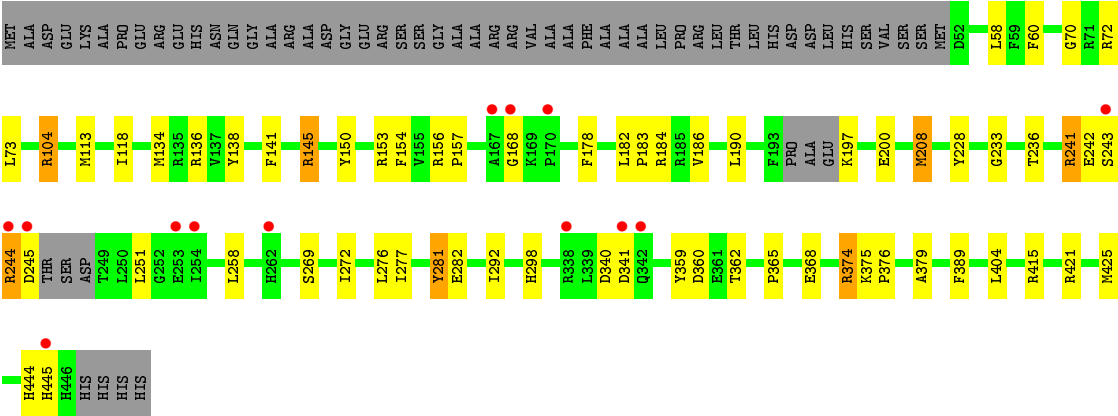 MET ALA ASP GLU LYS ALA PRO GLU ARG GLU HIS ASN GLN GLY ALA ARG ALA ASP GLY GLU ARG SER SER GLY ALA ALA ARG ARG VAL ALA ALA PHE ALA ALA ALA LEU PRO ARG LEU THR LEU HIS ASP ASP LEU HIS SER VAL SER SER MET D52 L58 F59 F60 G70 R71 R72
L73 R104 M113 I118 M134 R135 R136 V137 Y138 F141 R145 Y150 R153 F154 V155 R156 P157 A167 G168 K169 P170 F178 L182 P183 R184 R185 V186 L190 F193 PRO ALA GLU K197 E200 M208 Y228 G233 T236 R241 E242 S243
R244 D245 THR SER ASP T249 L250 L251 G252 E253 I254 L258 H262 S269 I272 L276 I277 Y281 E282 I292 H298 R338 L339 D340 D341 Q342 Y359 D360 E361 T362 P365 E368 R374 K375 P376 A379 F389 L404 R415 R421 M425
H444 H445 H446 HIS HIS HIS HIS